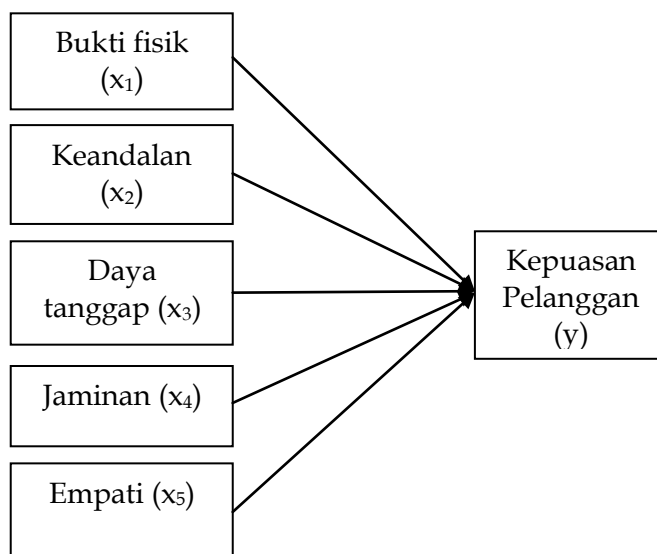 Bukti fisik
(x₁)
Keandalan
(x₂)
Daya
tanggap (x₃)
Jaminan (x₄)
Empati (x₅)
Kepuasan
Pelanggan
(y)